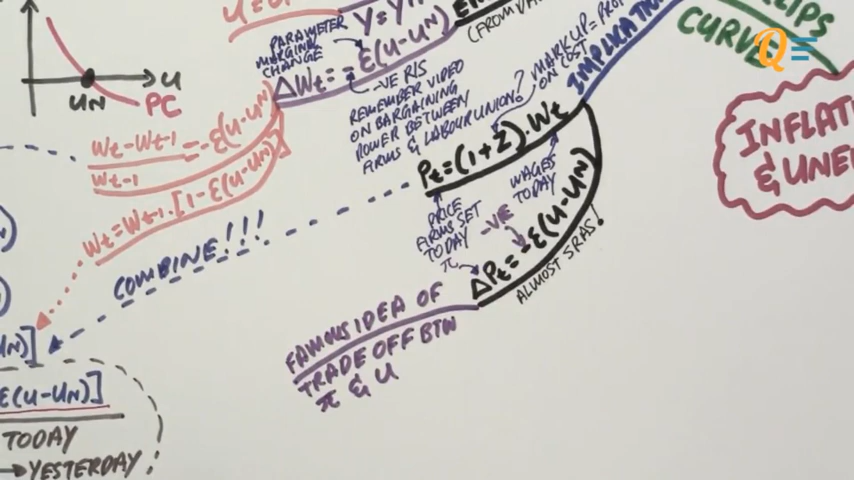 U
UN
PC
PARAMETER
MARGINAL
CHANGE
ΔWt = -ε(U-UN)
(FROM
-VE R/S
REMEMBER VIDEO
ON BARGAINING
POWER BETWEEN
FIRMS & LABOUR UNION?
MARKUP =
ON COST
CURVE
Q
INFLAT
& UNEM
Wt-Wt-1 = -ε(U-UN)
Wt-1
Wt = Wt-1.[1-ε(U-UN)]
Pt = (1+Z).Wt
PRICE
FIRMS SET
TODAY
π
WAGES
TODAY
-VE
ΔPt = -ε(U-UN)
ALMOST SRAS!
COMBINE!!!
FAMOUS IDEA OF
TRADE OFF BTW
π & U
ε(U-UN)]
TODAY
→YESTERDAY